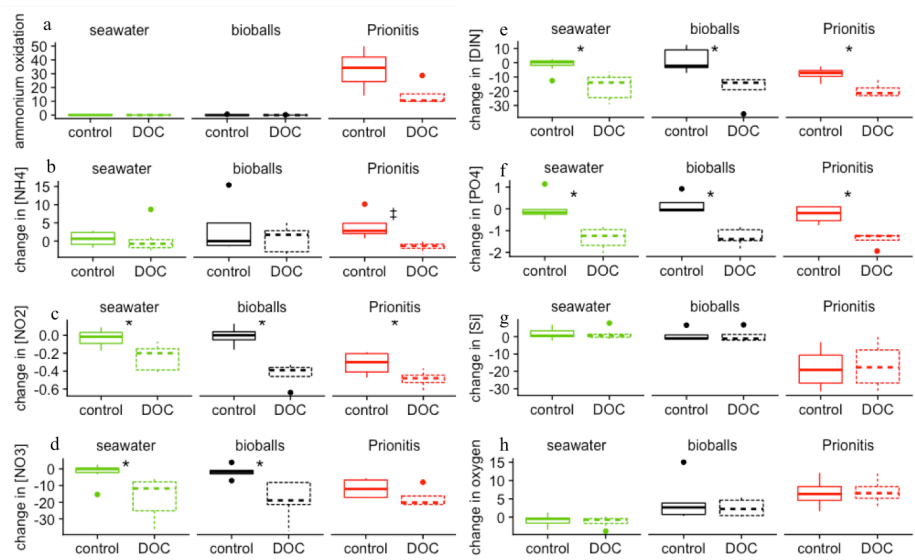 a
seawater bioballs Prionitis
ammonium oxidation
50
40
30
20
10
0
control DOC control DOC control DOC
b
seawater bioballs Prionitis
change in [NH4]
15
10
5
0
‡
control DOC control DOC control DOC
c
seawater bioballs Prionitis
change in [NO2]
0.0
-0.2
-0.4
-0.6
* * *
control DOC control DOC control DOC
d
seawater bioballs Prionitis
change in [NO3]
0
-10
-20
-30
* *
control DOC control DOC control DOC
e
seawater bioballs Prionitis
change in [DIN]
10
0
-10
-20
-30
* * *
control DOC control DOC control DOC
f
seawater bioballs Prionitis
change in [PO4]
1
0
-1
-2
* * *
control DOC control DOC control DOC
g
seawater bioballs Prionitis
change in [Si]
10
0
-10
-20
-30
control DOC control DOC control DOC
h
seawater bioballs Prionitis
change in oxygen
15
10
5
0
control DOC control DOC control DOC